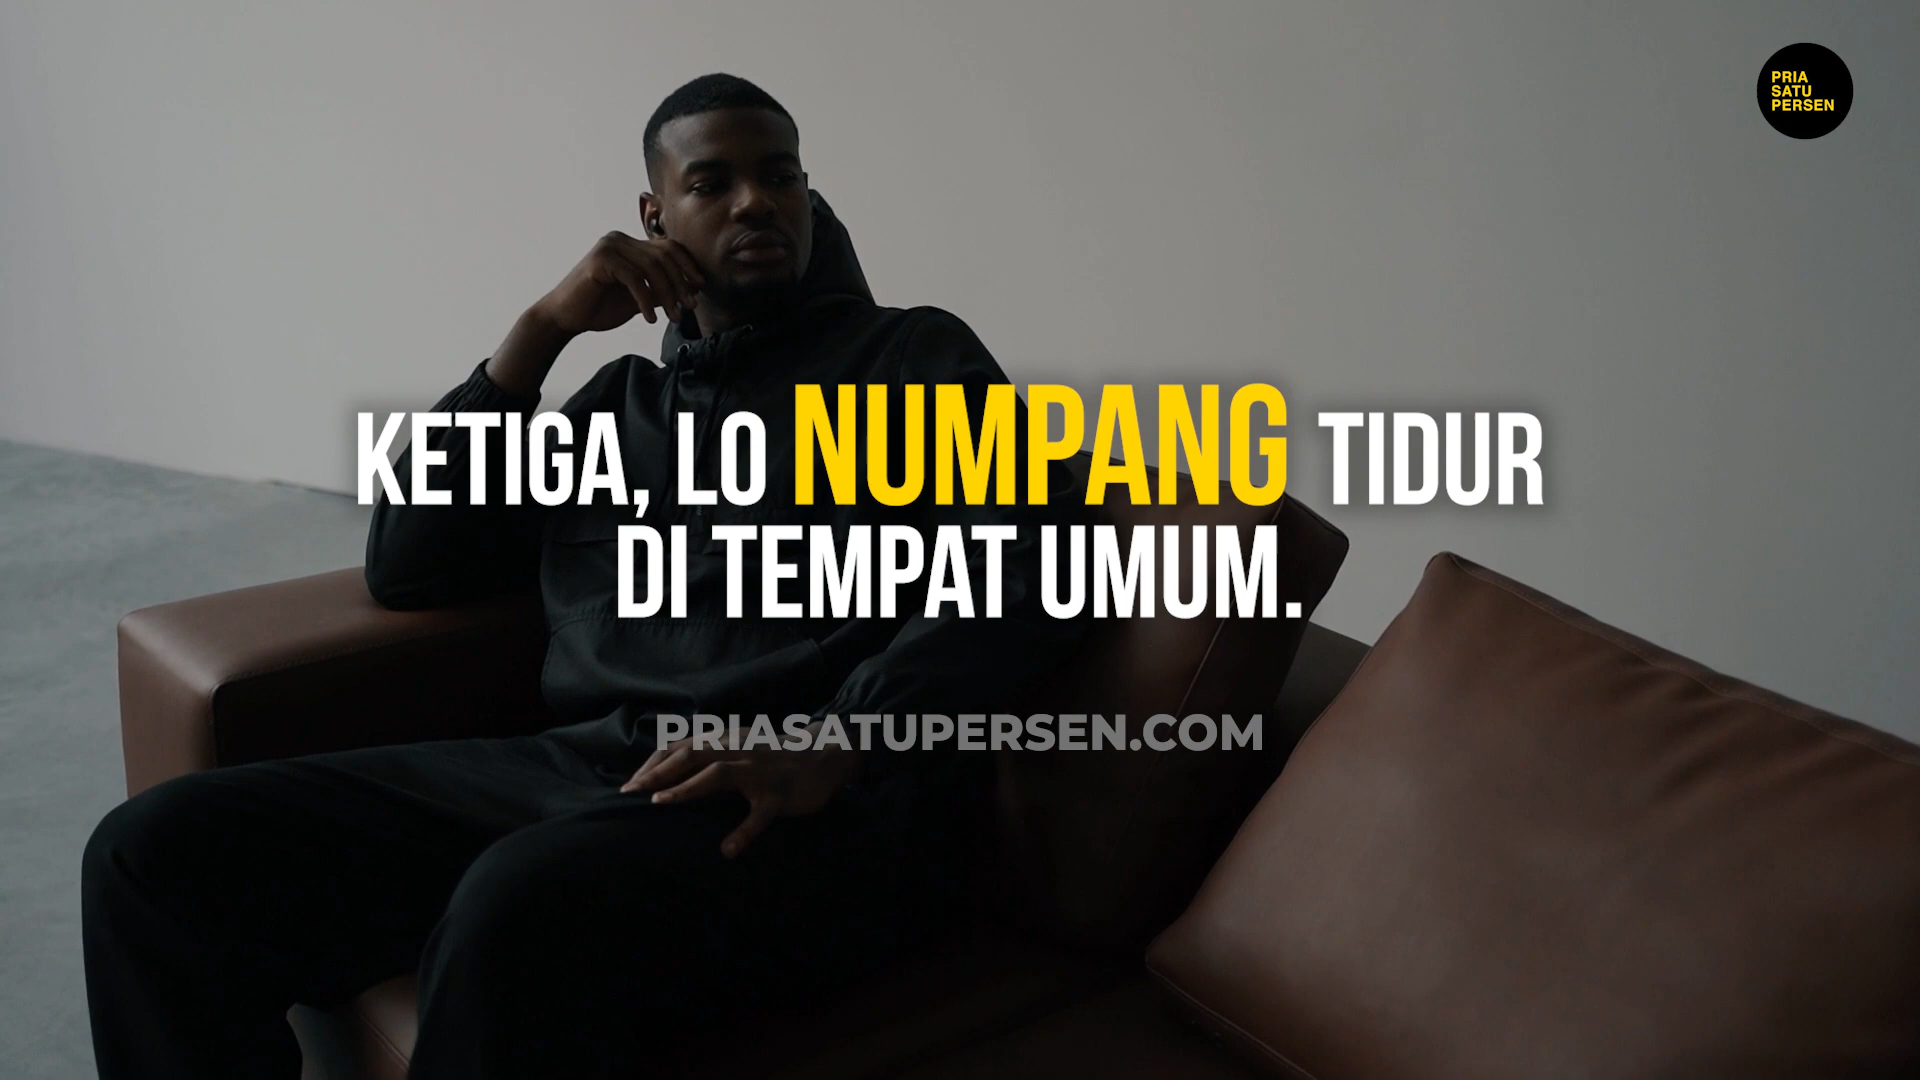 PRIA
SATU
PERSEN
KETIGA, LO NUMPANG TIDUR
DI TEMPAT UMUM.
PRIASATUPERSEN.COM